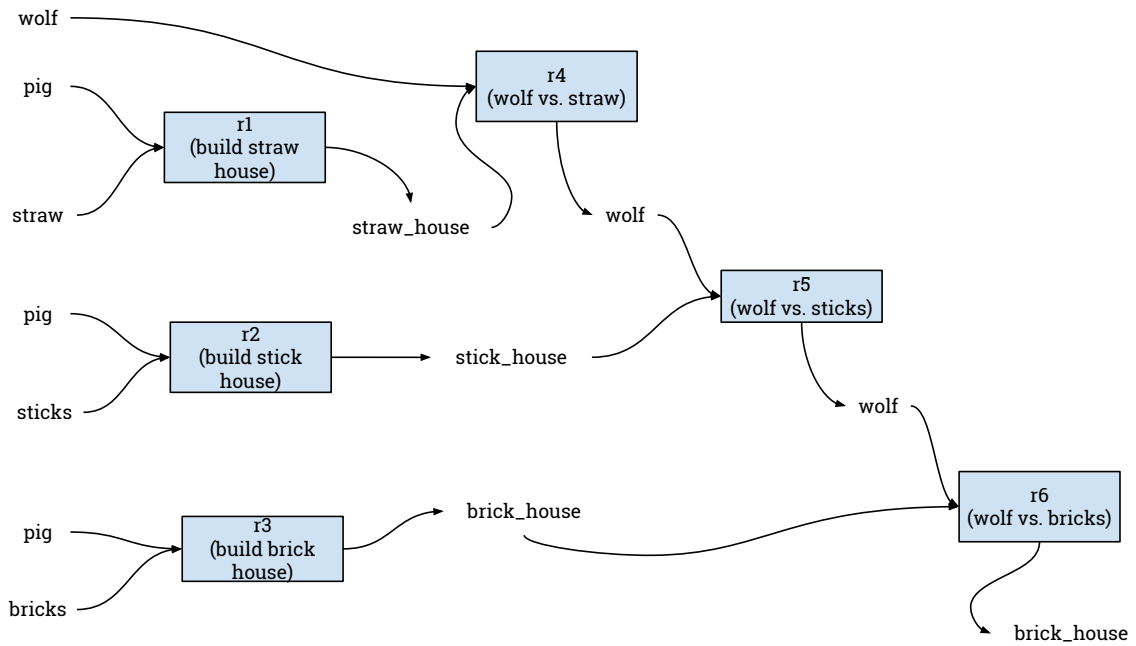 wolf
r4
(wolf vs. straw)
pig
r1
(build straw
house)
straw
straw_house
wolf
r5
(wolf vs. sticks)
pig
r2
(build stick
house)
stick_house
sticks
wolf
r6
(wolf vs. bricks)
brick_house
pig
r3
(build brick
house)
bricks
brick_house